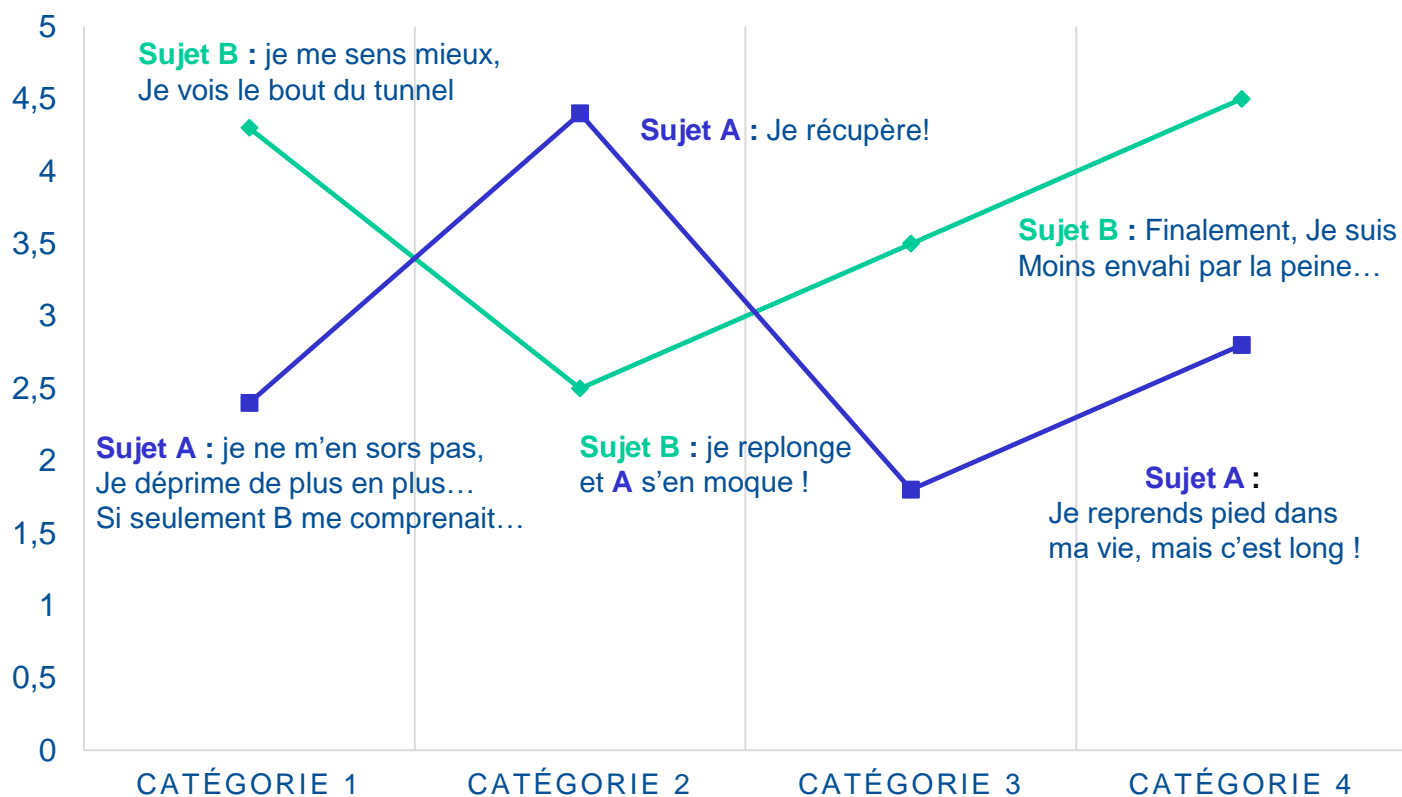 5
4,5
4
3,5
3
2,5
2
1,5
1
0,5
0
Sujet B : je me sens mieux,
Je vois le bout du tunnel
Sujet A : Je récupère!
Sujet B : Finalement, Je suis
Moins envahi par la peine…
Sujet A : je ne m’en sors pas,
Je déprime de plus en plus…
Si seulement B me comprenait…
Sujet B : je replonge
et A s’en moque !
Sujet A :
Je reprends pied dans
ma vie, mais c’est long !
CATÉGORIE 1
CATÉGORIE 2
CATÉGORIE 3
CATÉGORIE 4